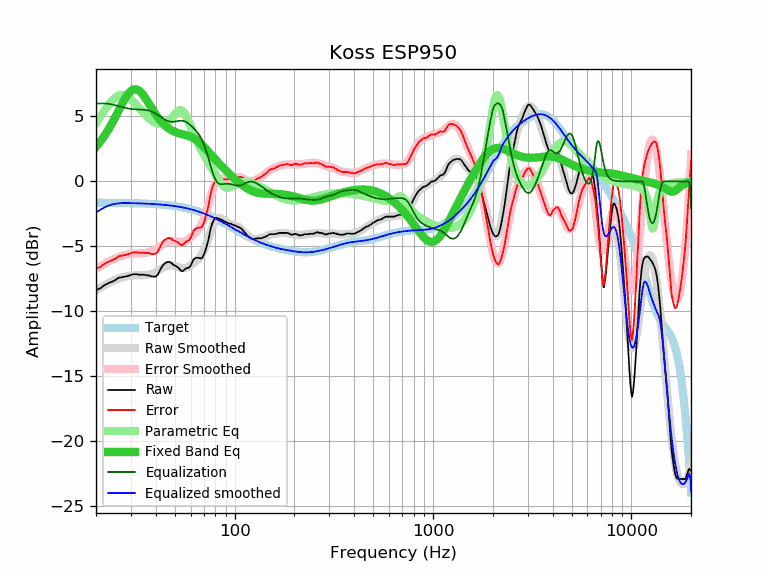 Koss ESP950
Amplitude (dBr)
5
0
−5
−10
−15
−20
−25
Target
Raw Smoothed
Error Smoothed
Raw
Error
Parametric Eq
Fixed Band Eq
Equalization
Equalized smoothed
100
1000
10000
Frequency (Hz)